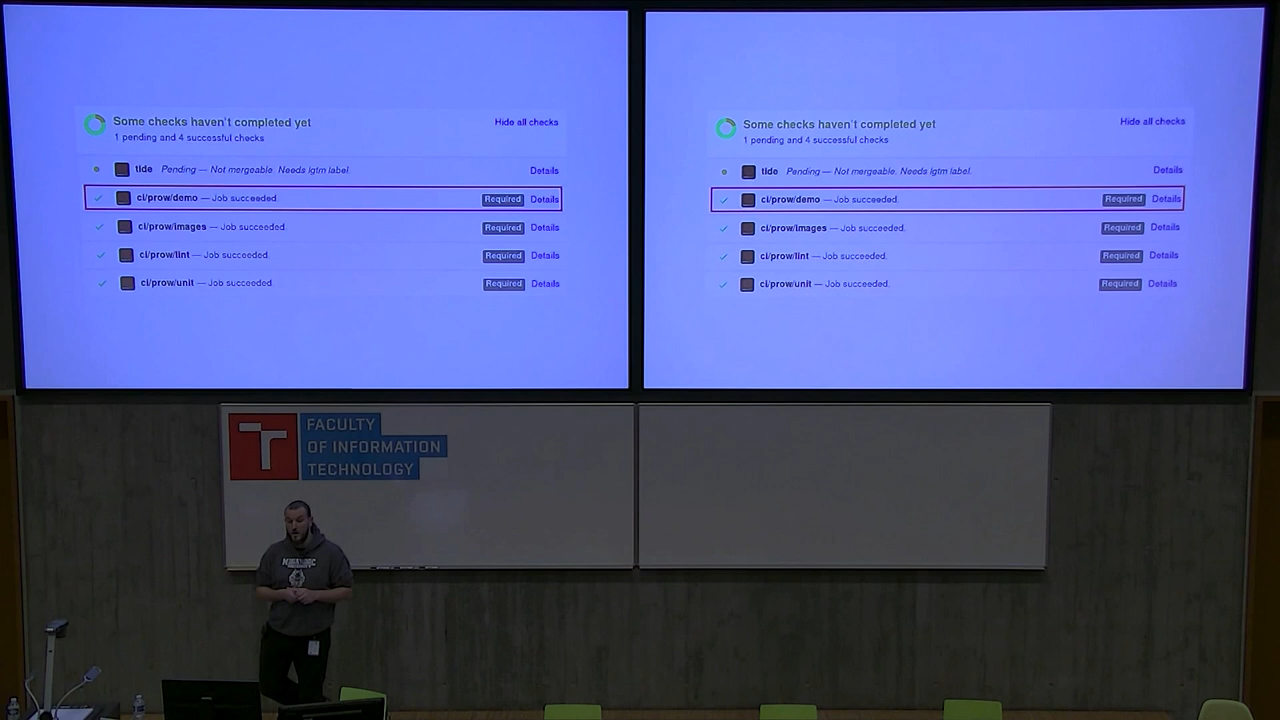 Some checks haven't completed yet
Hide all checks
1 pending and 4 successful checks
tide Pending — Not mergeable. Needs lgtm label. Details
ci/prow/demo — Job succeeded. Required Details
ci/prow/images — Job succeeded. Required Details
ci/prow/lint — Job succeeded. Required Details
ci/prow/unit — Job succeeded. Required Details
Some checks haven't completed yet
Hide all checks
1 pending and 4 successful checks
tide Pending — Not mergeable. Needs lgtm label. Details
ci/prow/demo — Job succeeded. Required Details
ci/prow/images — Job succeeded. Required Details
ci/prow/lint — Job succeeded. Required Details
ci/prow/unit — Job succeeded. Required Details
T
FACULTY
OF INFORMATION
TECHNOLOGY